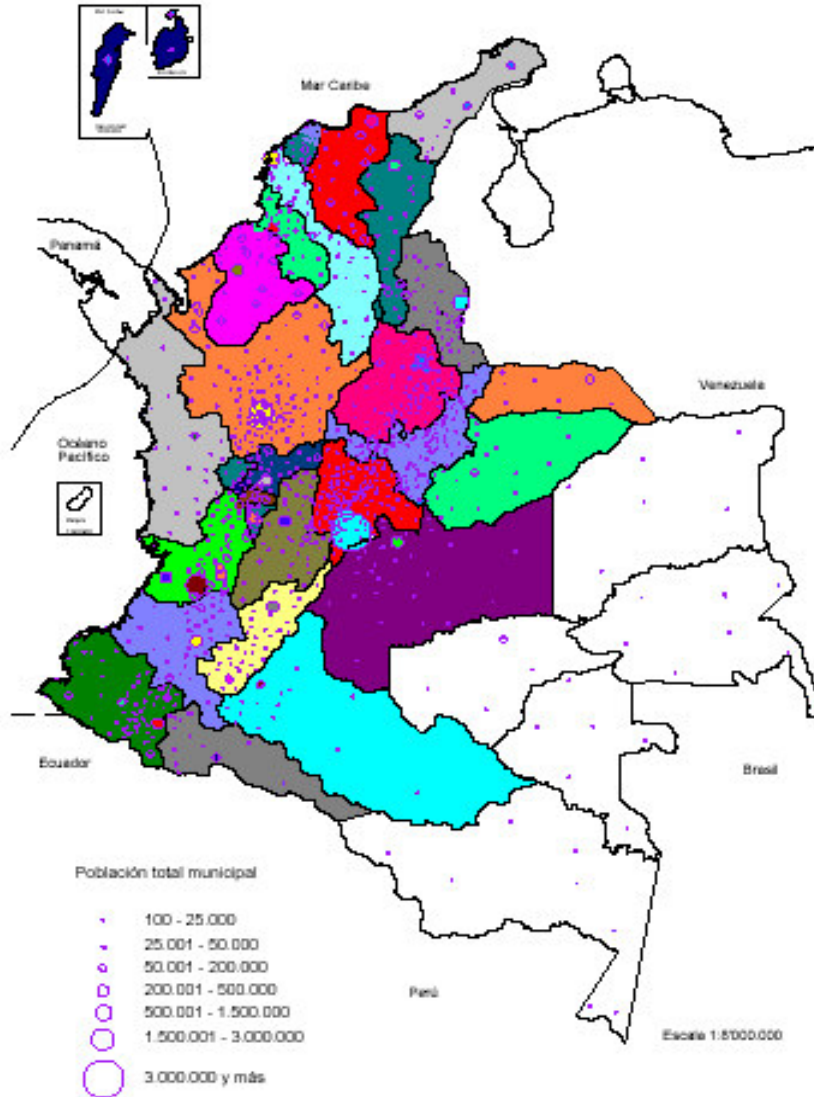 Mar Caribe
Panamá
Venezuela
Océano
Pacífico
Ecuador
Brasil
Población total municipal
100 - 25.000
25.001 - 50.000
50.001 - 200.000
200.001 - 500.000
500.001 - 1.500.000
1.500.001 - 3.000.000
3.000.000 y más
Perú
Escala 1:8'000.000